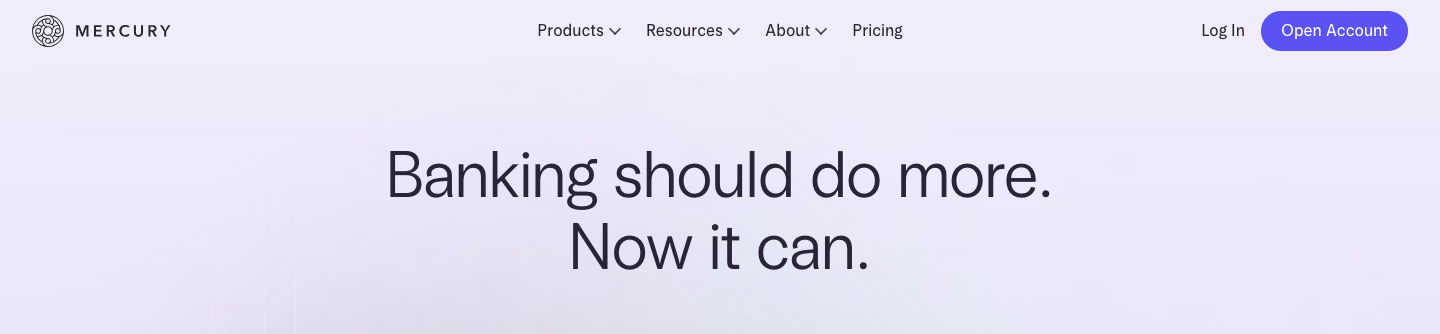 MERCURY
Products
Resources
About
Pricing
Log In
Open Account
Banking should do more.
Now it can.